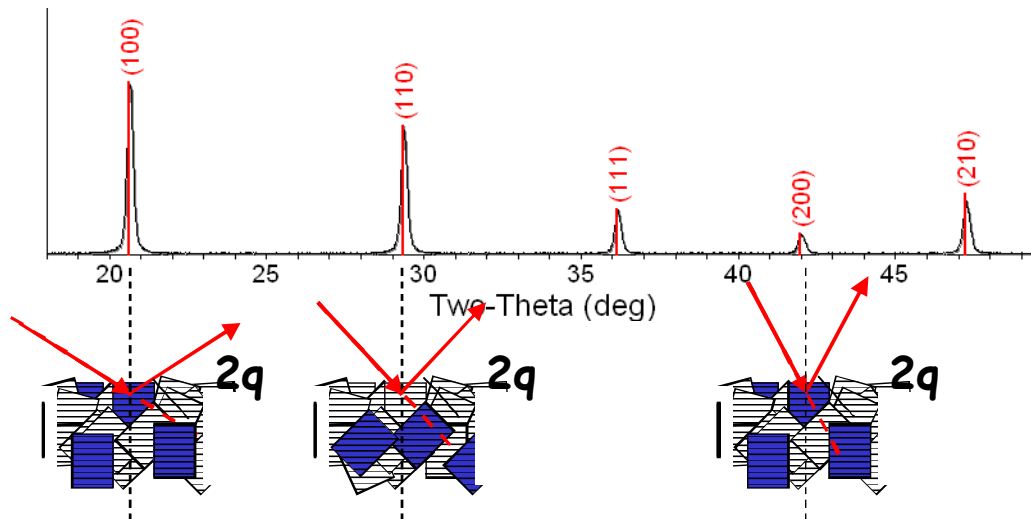 (100)
(110)
(111)
(200)
(210)
20 25 30 35 40 45
Two-Theta (deg)
2q 2q 2q